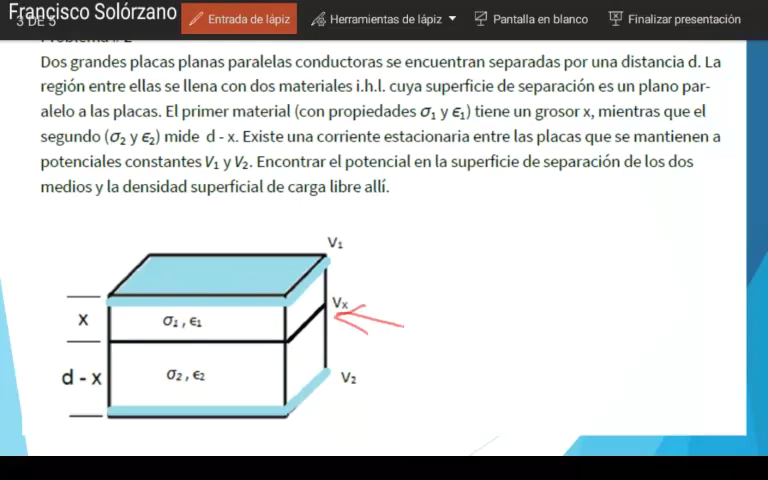 Francisco Solórzano
3 DE 5
Entrada de lápiz
Herramientas de lápiz
Pantalla en blanco
Finalizar presentación
Dos grandes placas planas paralelas conductoras se encuentran separadas por una distancia d. La
región entre ellas se llena con dos materiales i.h.l. cuya superficie de separación es un plano par-
alelo a las placas. El primer material (con propiedades σ₁ y ϵ₁) tiene un grosor x, mientras que el
segundo (σ₂ y ϵ₂) mide d - x. Existe una corriente estacionaria entre las placas que se mantienen a
potenciales constantes V₁ y V₂. Encontrar el potencial en la superficie de separación de los dos
medios y la densidad superficial de carga libre allí.
V₁
Vₓ
x
σ₁ , ϵ₁
d - x
σ₂ , ϵ₂
V₂